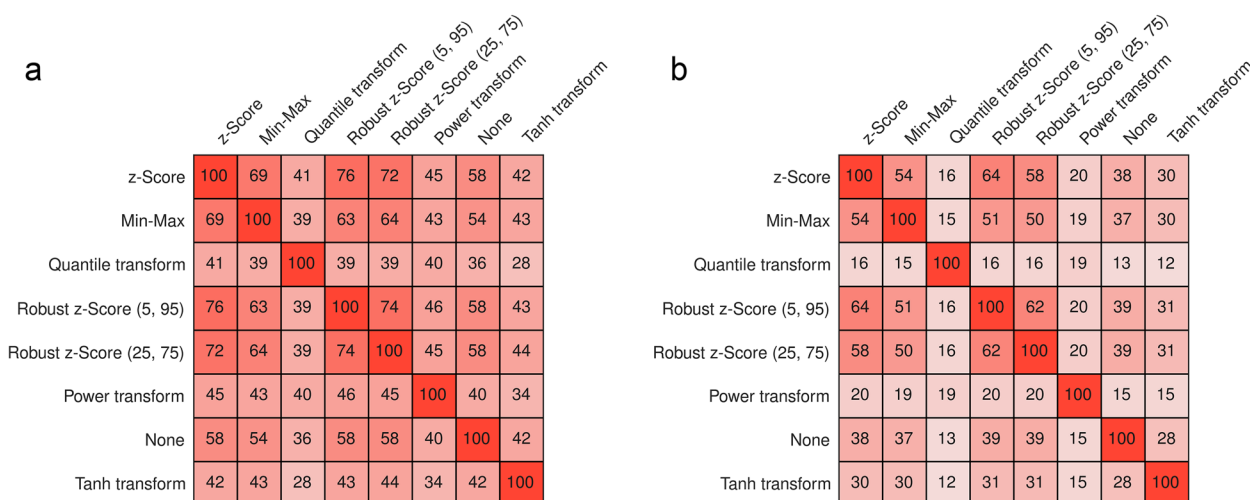 a
z-Score
Min-Max
Quantile transform
Robust z-Score (5, 95)
Robust z-Score (25, 75)
Power transform
None
Tanh transform
z-Score 100 69 41 76 72 45 58 42
Min-Max 69 100 39 63 64 43 54 43
Quantile transform 41 39 100 39 39 40 36 28
Robust z-Score (5, 95) 76 63 39 100 74 46 58 43
Robust z-Score (25, 75) 72 64 39 74 100 45 58 44
Power transform 45 43 40 46 45 100 40 34
None 58 54 36 58 58 40 100 42
Tanh transform 42 43 28 43 44 34 42 100
b
z-Score
Min-Max
Quantile transform
Robust z-Score (5, 95)
Robust z-Score (25, 75)
Power transform
None
Tanh transform
z-Score 100 54 16 64 58 20 38 30
Min-Max 54 100 15 51 50 19 37 30
Quantile transform 16 15 100 16 16 19 13 12
Robust z-Score (5, 95) 64 51 16 100 62 20 39 31
Robust z-Score (25, 75) 58 50 16 62 100 20 39 31
Power transform 20 19 19 20 20 100 15 15
None 38 37 13 39 39 15 100 28
Tanh transform 30 30 12 31 31 15 28 100